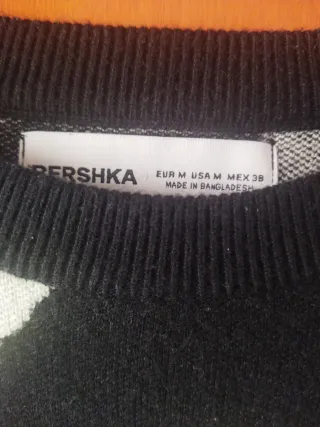 BERSHKA
EUR M USA M MEX 38
MADE IN BANGLADESH